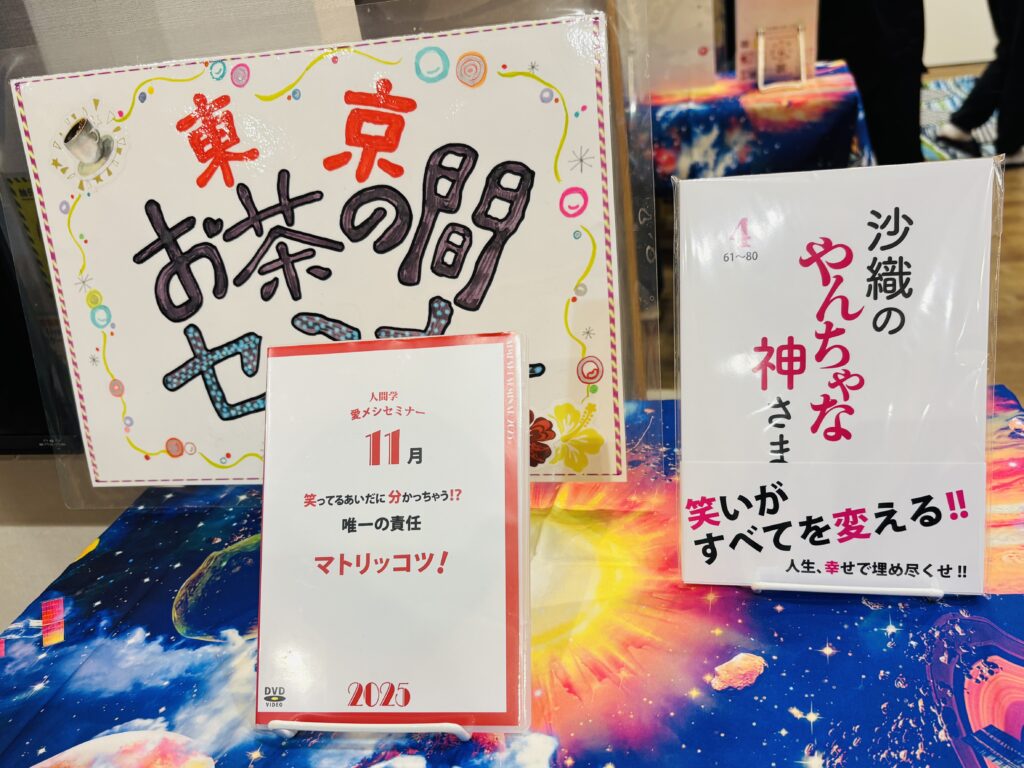 東京
お茶の間
セミナー
人間学
愛メシセミナー
11月
笑ってるあいだに分かっちゃう!?
唯一の責任
マトリッコツ!
DVD
VIDEO
2025
4
61～80
沙織の
やんちゃな
神さま
笑いが
すべてを変える!!
人生、幸せで埋め尽くせ!!